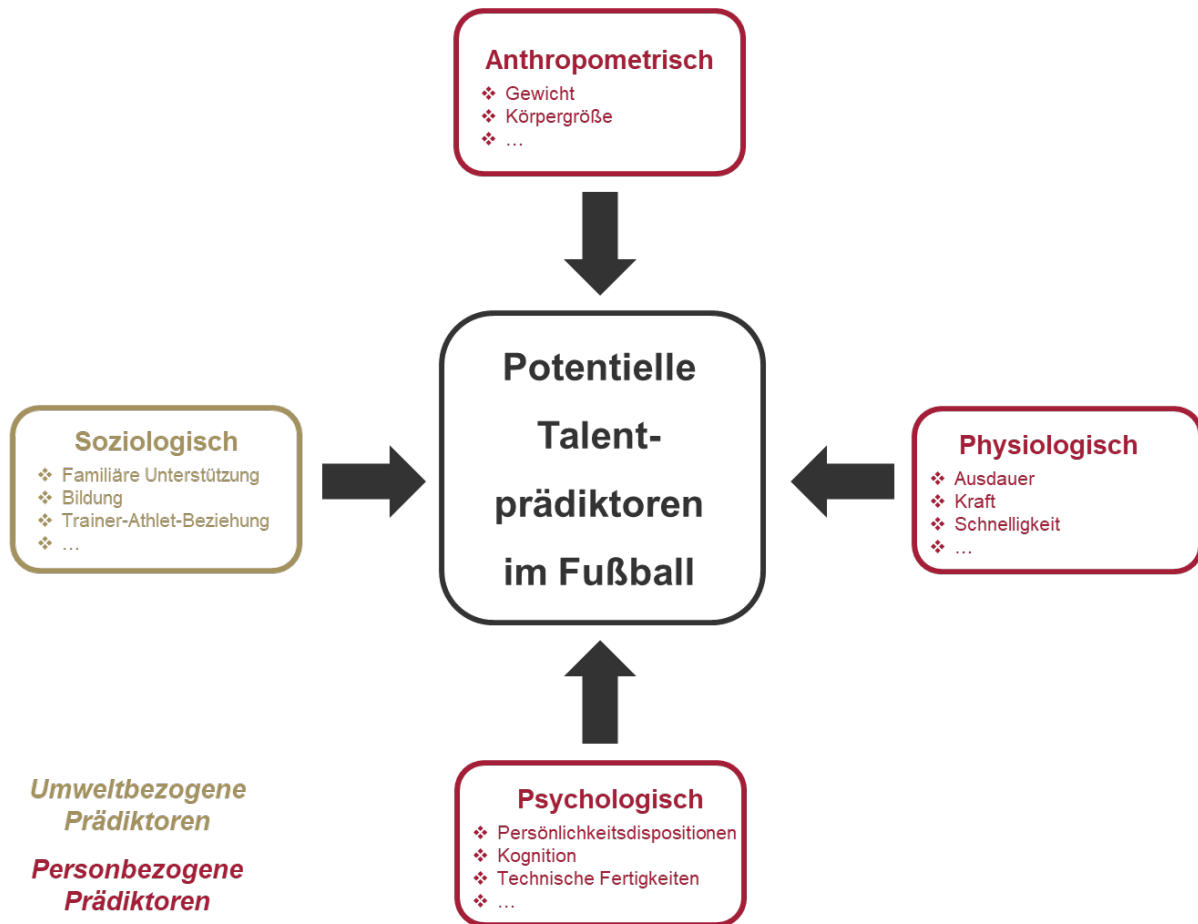 Anthropometrisch
❖ Gewicht
❖ Körpergröße
❖ …
Potentielle
Talent-
prädiktoren
im Fußball
Soziologisch
❖ Familiäre Unterstützung
❖ Bildung
❖ Trainer-Athlet-Beziehung
❖ …
Physiologisch
❖ Ausdauer
❖ Kraft
❖ Schnelligkeit
❖ …
Psychologisch
❖ Persönlichkeitsdispositionen
❖ Kognition
❖ Technische Fertigkeiten
❖ …
Umweltbezogene
Prädiktoren
Personbezogene
Prädiktoren